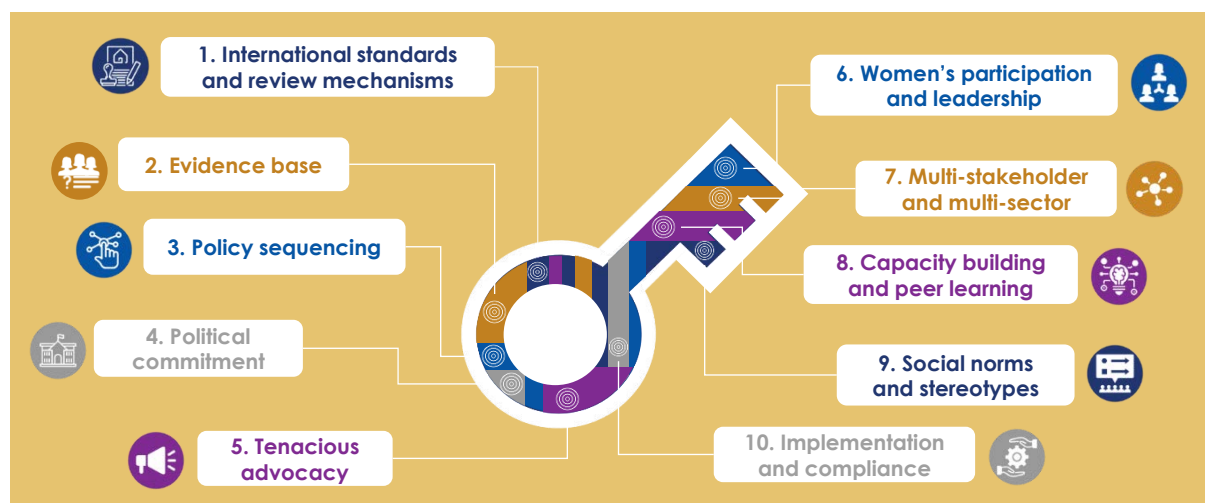 1. International standards
and review mechanisms
2. Evidence base
3. Policy sequencing
4. Political
commitment
5. Tenacious
advocacy
6. Women’s participation
and leadership
7. Multi-stakeholder
and multi-sector
8. Capacity building
and peer learning
9. Social norms
and stereotypes
10. Implementation
and compliance